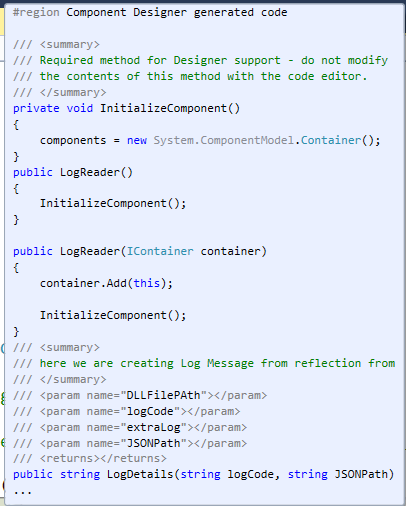 #region Component Designer generated code
/// <summary>
/// Required method for Designer support - do not modify
/// the contents of this method with the code editor.
/// </summary>
private void InitializeComponent()
{
components = new System.ComponentModel.Container();
}
public LogReader()
{
InitializeComponent();
}
public LogReader(IContainer container)
{
container.Add(this);
InitializeComponent();
}
/// <summary>
/// here we are creating Log Message from reflection from
/// </summary>
/// <param name="DLLFilePAth"></param>
/// <param name="logCode"></param>
/// <param name="extraLog"></param>
/// <param name="JSONPath"></param>
/// <returns></returns>
public string LogDetails(string logCode, string JSONPath)
...